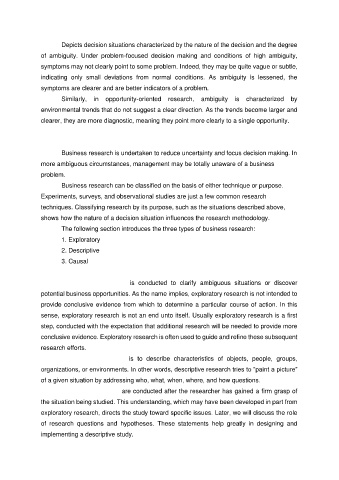 Depicts decision situations characterized by the nature of the decision and the degree
of ambiguity. Under problem-focused decision making and conditions of high ambiguity,
symptoms may not clearly point to some problem. Indeed, they may be quite vague or subtle,
indicating only small deviations from normal conditions. As ambiguity is lessened, the
symptoms are clearer and are better indicators of a problem.
Similarly, in opportunity-oriented research, ambiguity is characterized by
environmental trends that do not suggest a clear direction. As the trends become larger and
clearer, they are more diagnostic, meaning they point more clearly to a single opportunity.
Business research is undertaken to reduce uncertainty and focus decision making. In
more ambiguous circumstances, management may be totally unaware of a business
problem.
Business research can be classified on the basis of either technique or purpose.
Experiments, surveys, and observational studies are just a few common research
techniques. Classifying research by its purpose, such as the situations described above,
shows how the nature of a decision situation influences the research methodology.
The following section introduces the three types of business research:
1. Exploratory
2. Descriptive
3. Causal
is conducted to clarify ambiguous situations or discover
potential business opportunities. As the name implies, exploratory research is not intended to
provide conclusive evidence from which to determine a particular course of action. In this
sense, exploratory research is not an end unto itself. Usually exploratory research is a first
step, conducted with the expectation that additional research will be needed to provide more
conclusive evidence. Exploratory research is often used to guide and refine these subsequent
research efforts.
is to describe characteristics of objects, people, groups,
organizations, or environments. In other words, descriptive research tries to "paint a picture"
of a given situation by addressing who, what, when, where, and how questions.
are conducted after the researcher has gained a firm grasp of
the situation being studied. This understanding, which may have been developed in part from
exploratory research, directs the study toward specific issues. Later, we will discuss the role
of research questions and hypotheses. These statements help greatly in designing and
implementing a descriptive study.